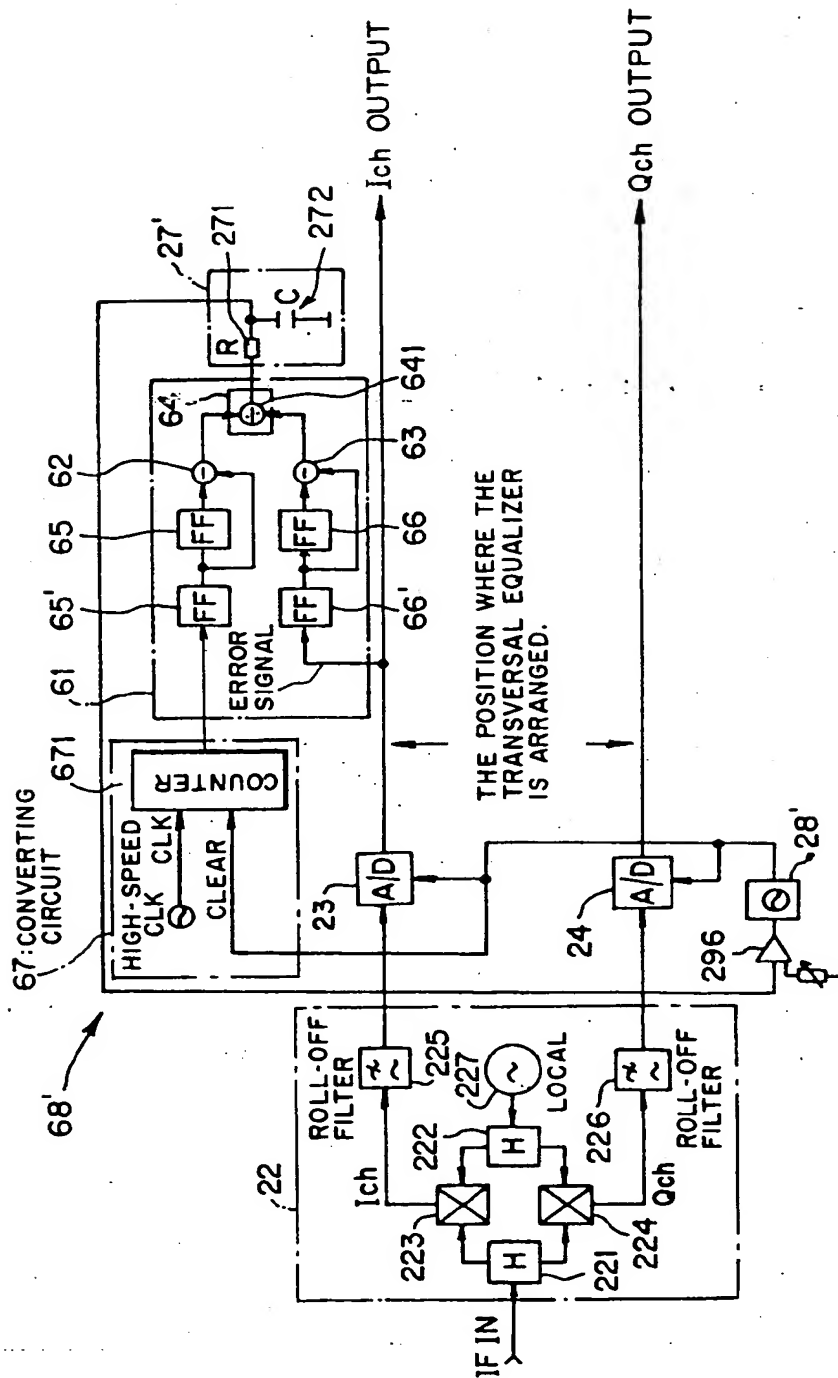 68'
67:CONVERTING
CIRCUIT
HIGH-SPEED
CLK
CLK
CLEAR
COUNTER
671
61
65'
65
62
FF
FF
64
641
R
C
27'
271
272
ERROR
SIGNAL
FF
FF
66'
66
63
Ich OUTPUT
22
ROLL-OFF
FILTER
225
Ich
223
222
H
227
LOCAL
A/D
23
THE POSITION WHERE THE
TRANSVERSAL EQUALIZER
IS ARRANGED.
IF IN
H
221
224
Qch
226
ROLL-OFF
FILTER
A/D
24
Qch OUTPUT
296
28'